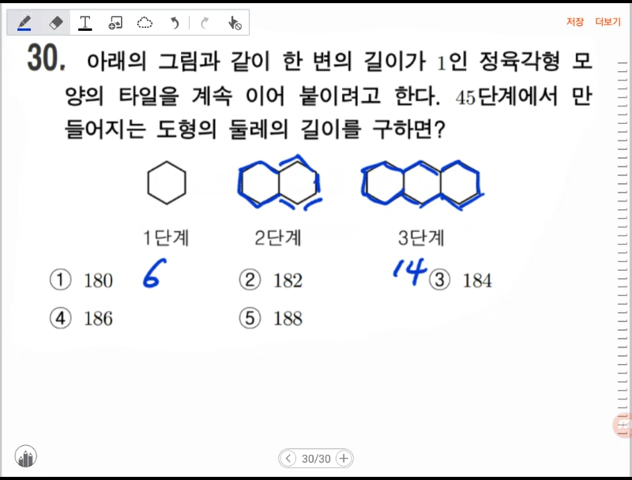 저장 더보기
30. 아래의 그림과 같이 한 변의 길이가 1인 정육각형 모
양의 타일을 계속 이어 붙이려고 한다. 45단계에서 만
들어지는 도형의 둘레의 길이를 구하면?
1단계 2단계 3단계
① 180 6 ② 182 14 ③ 184
④ 186 ⑤ 188
30/30